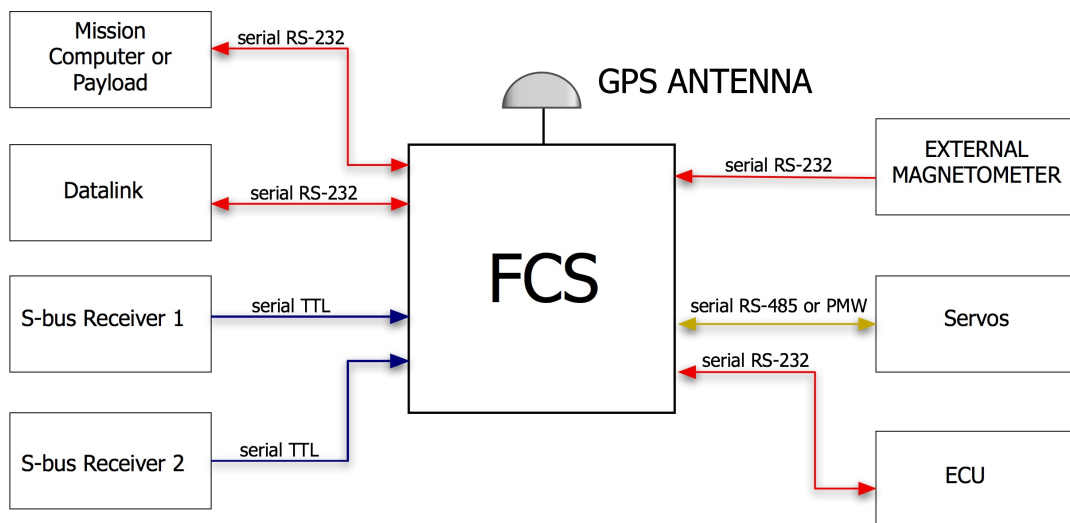 Mission
Computer or
Payload
serial RS-232
GPS ANTENNA
Datalink
serial RS-232
serial RS-232
EXTERNAL
MAGNETOMETER
FCS
S-bus Receiver 1
serial TTL
serial RS-485 or PMW
Servos
serial RS-232
S-bus Receiver 2
serial TTL
ECU